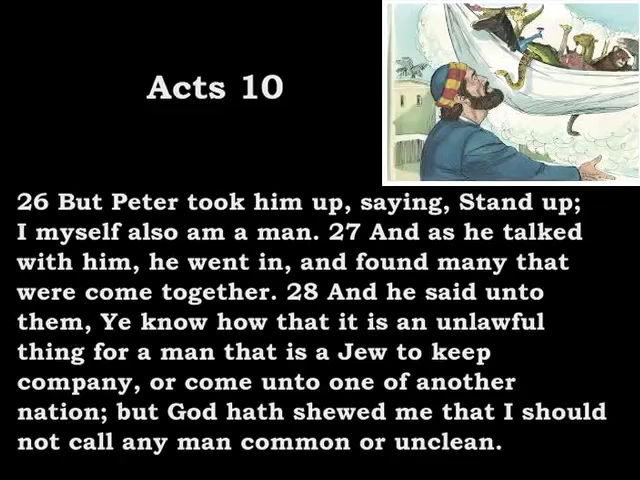 Acts 10
26 But Peter took him up, saying, Stand up;
I myself also am a man. 27 And as he talked
with him, he went in, and found many that
were come together. 28 And he said unto
them, Ye know how that it is an unlawful
thing for a man that is a Jew to keep
company, or come unto one of another
nation; but God hath shewed me that I should
not call any man common or unclean.